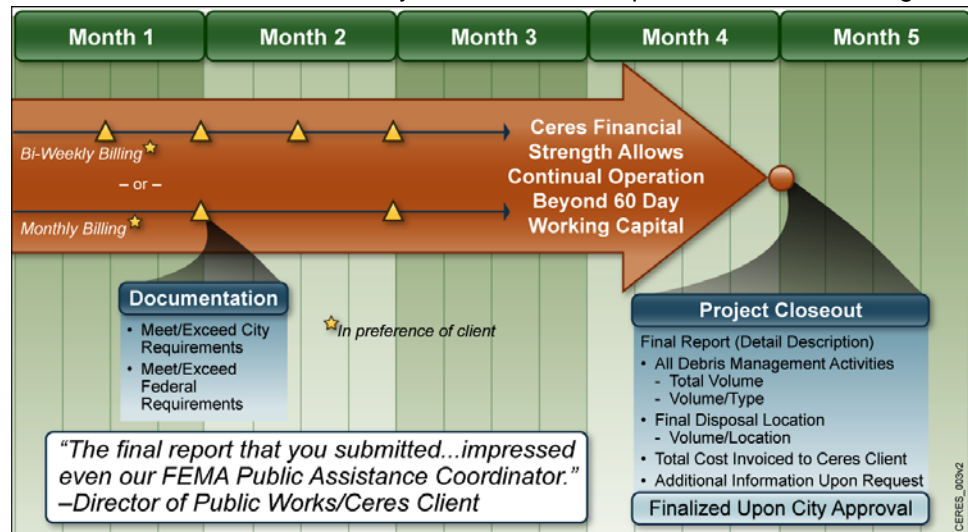 Month 1
Month 2
Month 3
Month 4
Month 5
Bi-Weekly Billing
– or –
Monthly Billing
Ceres Financial
Strength Allows
Continual Operation
Beyond 60 Day
Working Capital
Documentation
• Meet/Exceed City
Requirements
• Meet/Exceed
Federal
Requirements
In preference of client
Project Closeout
Final Report (Detail Description)
• All Debris Management Activities
- Total Volume
- Volume/Type
• Final Disposal Location
- Volume/Location
• Total Cost Invoiced to Ceres Client
• Additional Information Upon Request
Finalized Upon City Approval
“The final report that you submitted...impressed
even our FEMA Public Assistance Coordinator.”
–Director of Public Works/Ceres Client
CERES_003v2